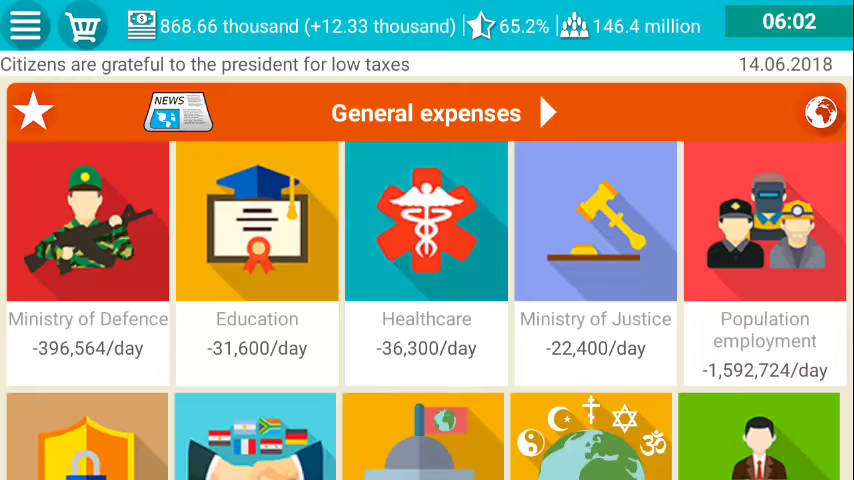 868.66 thousand (+12.33 thousand) 65.2% 146.4 million 06:02
Citizens are grateful to the president for low taxes 14.06.2018
NEWS General expenses
Ministry of Defence
-396,564/day
Education
-31,600/day
Healthcare
-36,300/day
Ministry of Justice
-22,400/day
Population
employment
-1,592,724/day